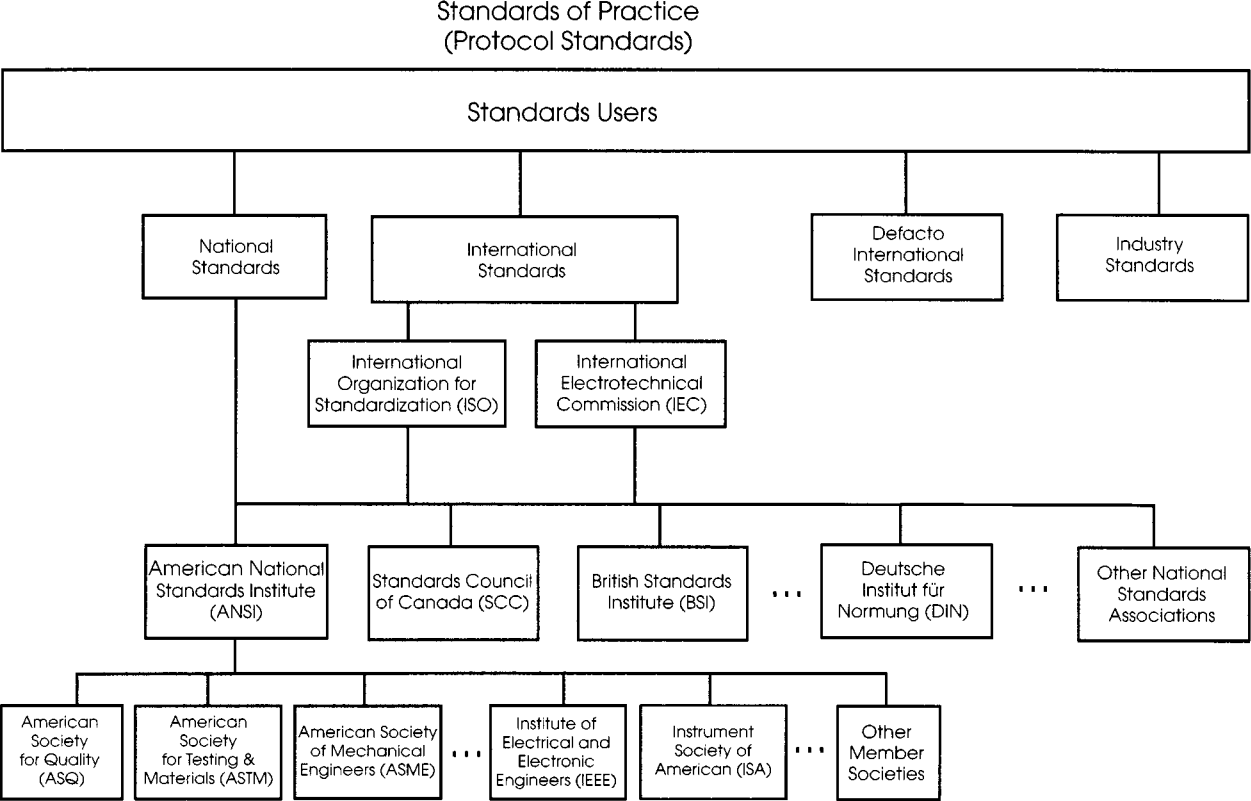 Standards of Practice
(Protocol Standards)
Standards Users
National
Standards
International
Standards
Defacto
International
Standards
Industry
Standards
International
Organization for
Standardization (ISO)
International
Electrotechnical
Commission (IEC)
American National
Standards Institute
(ANSI)
Standards Council
of Canada (SCC)
British Standards
Institute (BSI)
...
Deutsche
Institut für
Normung (DIN)
...
Other National
Standards
Associations
American
Society
for Quality
(ASQ)
American
Society
for Testing &
Materials (ASTM)
American Society
of Mechanical
Engineers (ASME)
...
Institute of
Electrical and
Electronic
Engineers (IEEE)
Instrument
Society of
American (ISA)
...
Other
Member
Societies